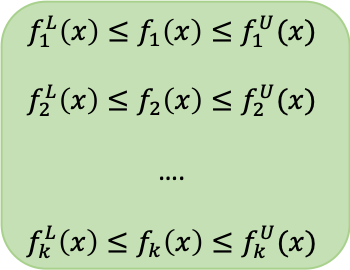 f₁ᴸ(x) ≤ f₁(x) ≤ f₁ᵁ(x)
f₂ᴸ(x) ≤ f₂(x) ≤ f₂ᵁ(x)
....
fₖᴸ(x) ≤ fₖ(x) ≤ fₖᵁ(x)